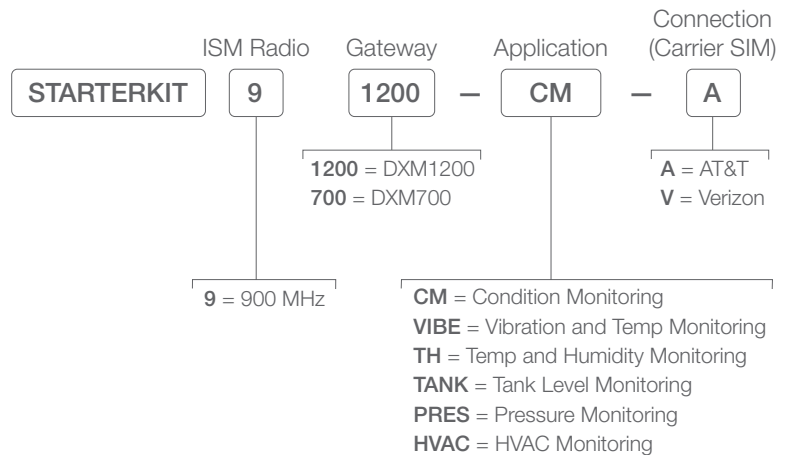 ISM Radio Gateway Application Connection
(Carrier SIM)
STARTERKIT 9 1200 – CM – A
1200 = DXM1200
700 = DXM700
A = AT&T
V = Verizon
9 = 900 MHz
CM = Condition Monitoring
VIBE = Vibration and Temp Monitoring
TH = Temp and Humidity Monitoring
TANK = Tank Level Monitoring
PRES = Pressure Monitoring
HVAC = HVAC Monitoring